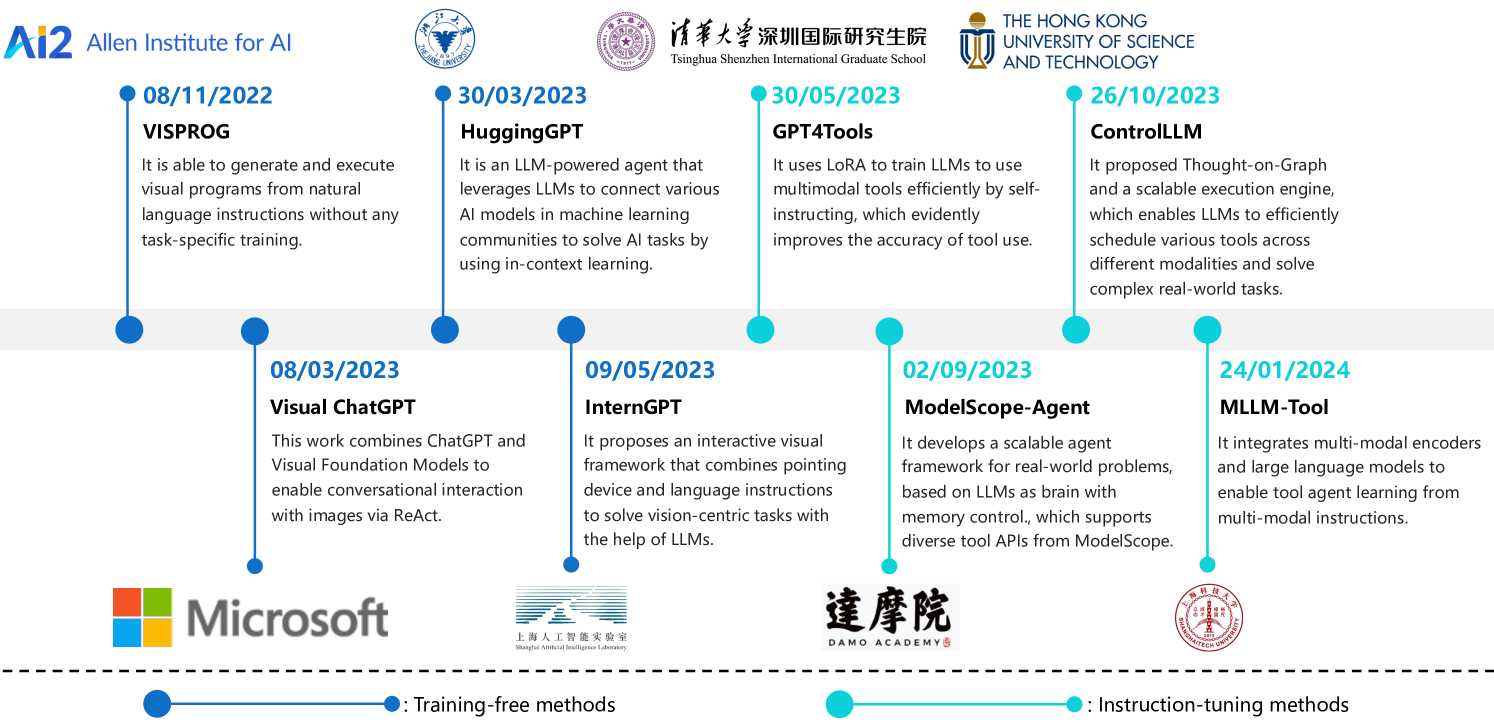 Ai2 Allen Institute for AI
清华大学深圳国际研究生院
Tsinghua Shenzhen International Graduate School
THE HONG KONG
UNIVERSITY OF SCIENCE
AND TECHNOLOGY
08/11/2022
VISPROG
It is able to generate and execute
visual programs from natural
language instructions without any
task-specific training.
30/03/2023
HuggingGPT
It is an LLM-powered agent that
leverages LLMs to connect various
AI models in machine learning
communities to solve AI tasks by
using in-context learning.
30/05/2023
GPT4Tools
It uses LoRA to train LLMs to use
multimodal tools efficiently by self-
instructing, which evidently
improves the accuracy of tool use.
26/10/2023
ControlLLM
It proposed Thought-on-Graph
and a scalable execution engine,
which enables LLMs to efficiently
schedule various tools across
different modalities and solve
complex real-world tasks.
08/03/2023
Visual ChatGPT
This work combines ChatGPT and
Visual Foundation Models to
enable conversational interaction
with images via ReAct.
09/05/2023
InternGPT
It proposes an interactive visual
framework that combines pointing
device and language instructions
to solve vision-centric tasks with
the help of LLMs.
02/09/2023
ModelScope-Agent
It develops a scalable agent
framework for real-world problems,
based on LLMs as brain with
memory control., which supports
diverse tool APIs from ModelScope.
24/01/2024
MLLM-Tool
It integrates multi-modal encoders
and large language models to
enable tool agent learning from
multi-modal instructions.
Microsoft
上海人工智能实验室
Shanghai Artificial Intelligence Laboratory
達摩院
DAMO ACADEMY
上海科技大学
SHANGHAITECH UNIVERSITY
2013
: Training-free methods
: Instruction-tuning methods